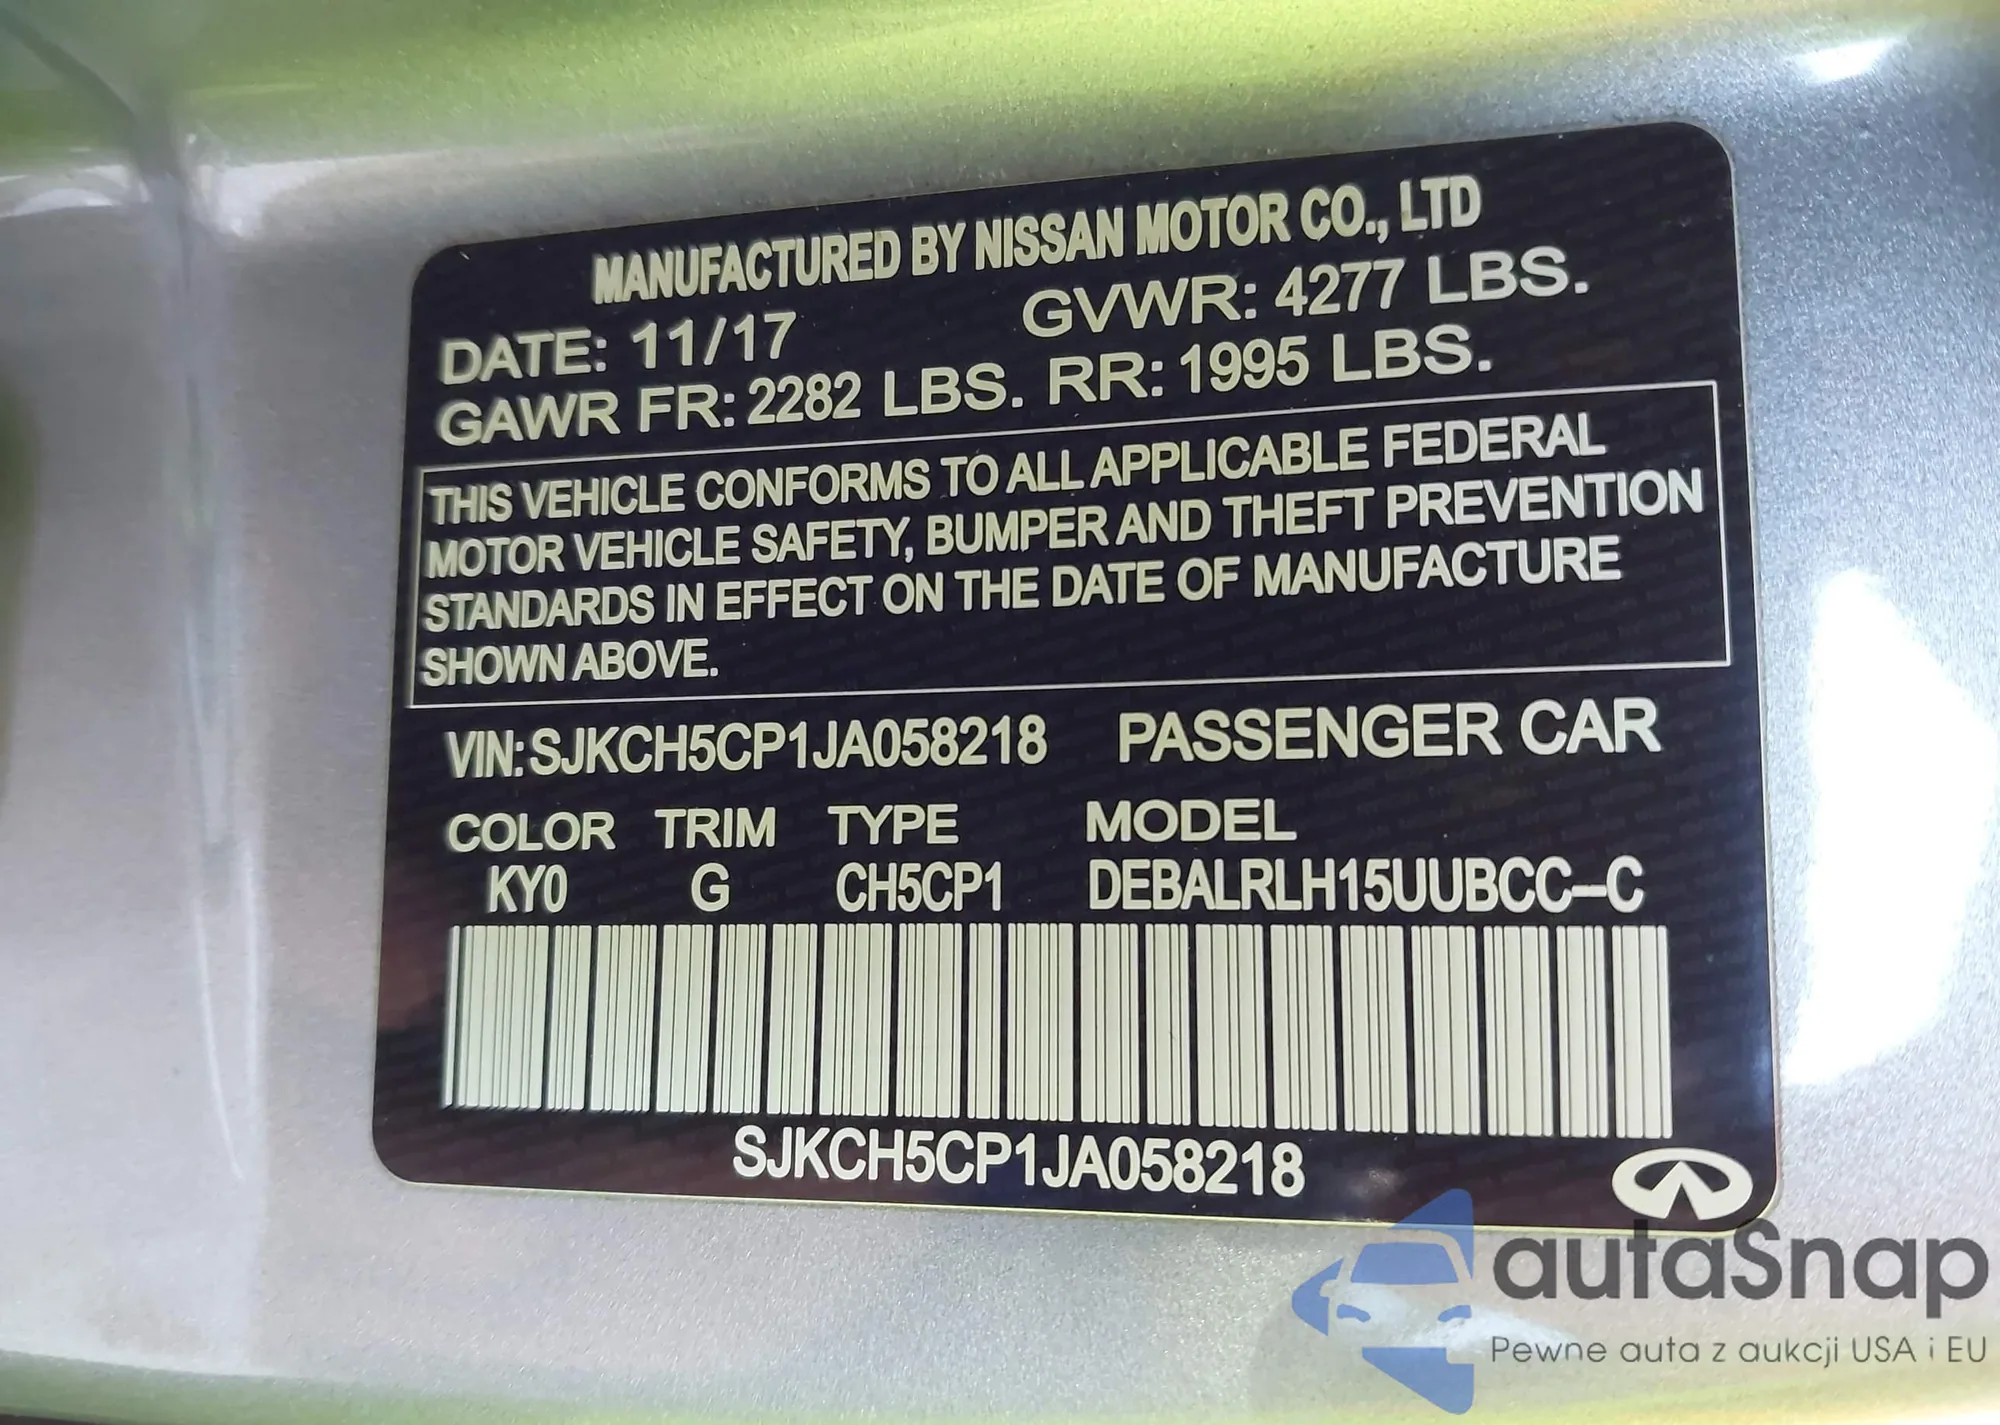 MANUFACTURED BY NISSAN MOTOR CO., LTD
DATE: 11/17 GVWR: 4277 LBS.
GAWR FR: 2282 LBS. RR: 1995 LBS.
THIS VEHICLE CONFORMS TO ALL APPLICABLE FEDERAL
MOTOR VEHICLE SAFETY, BUMPER AND THEFT PREVENTION
STANDARDS IN EFFECT ON THE DATE OF MANUFACTURE
SHOWN ABOVE.
VIN: SJKCH5CP1JA058218 PASSENGER CAR
COLOR TRIM TYPE MODEL
KY0 G CH5CP1 DEBALRLH15UUBCC--C
SJKCH5CP1JA058218
autaSnap
Pewne auta z aukcji USA i EU